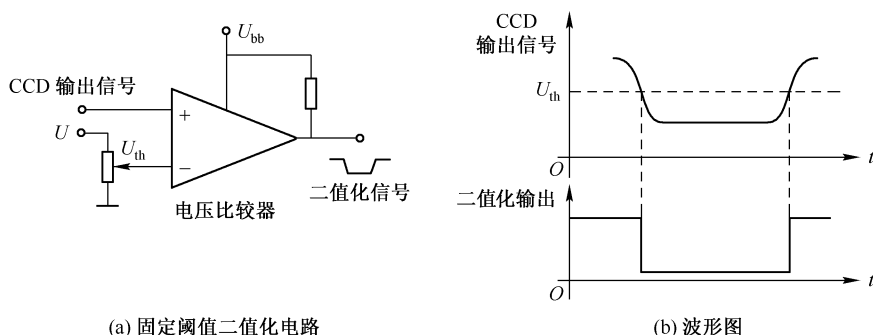 U_bb
CCD 输出信号
+
U
U_th
−
二值化信号
电压比较器
(a) 固定阈值二值化电路
CCD
输出信号
U_th
O
t
二值化输出
O
t
(b) 波形图